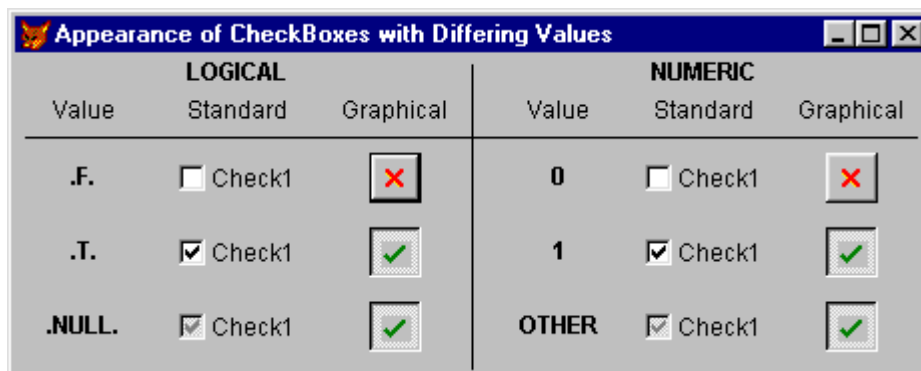 Appearance of CheckBoxes with Differing Values
LOGICAL NUMERIC
Value Standard Graphical Value Standard Graphical
.F. Check1 0 Check1
.T. Check1 1 Check1
.NULL. Check1 OTHER Check1